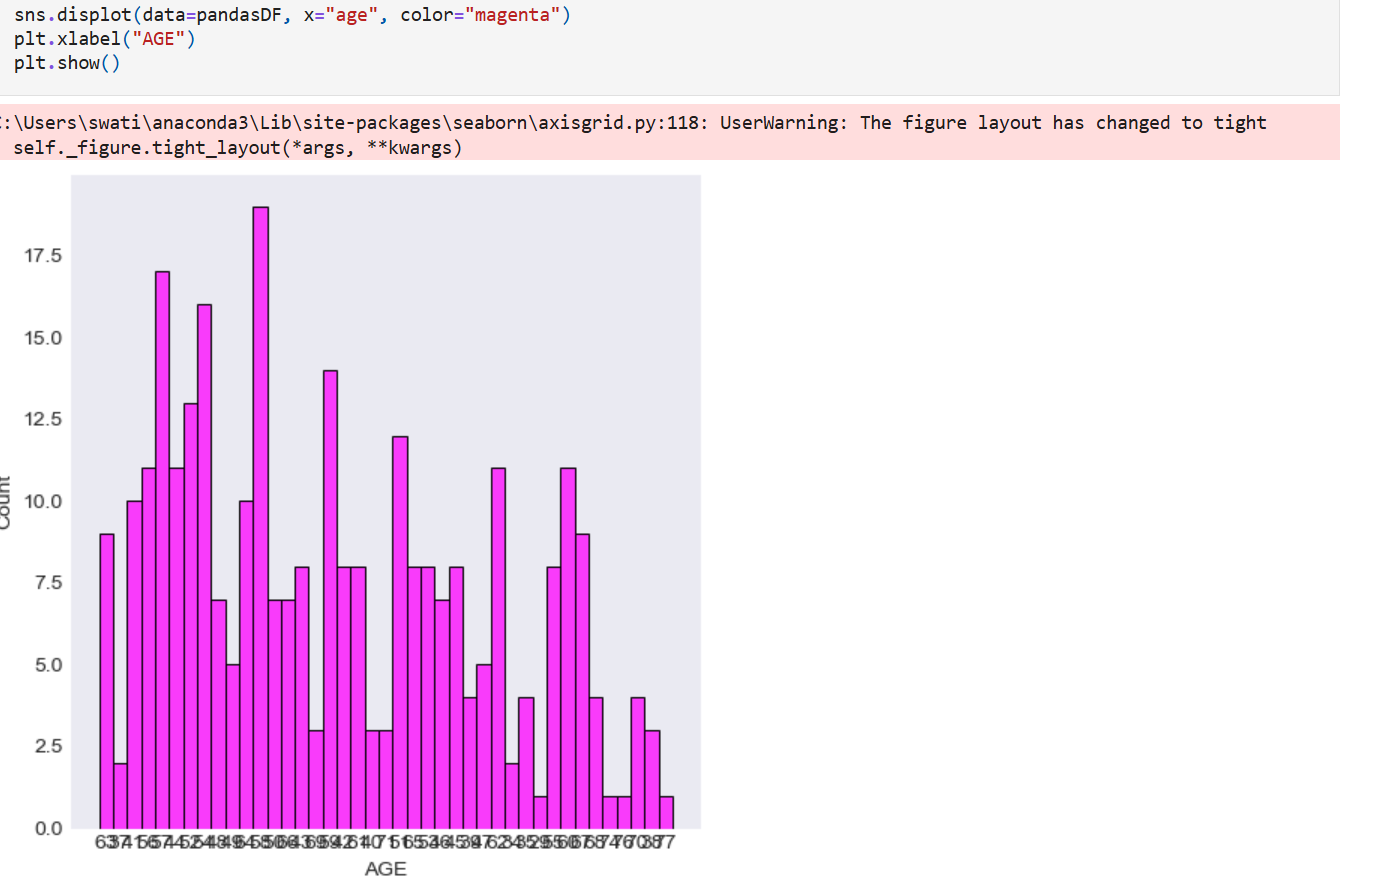 sns.displot(data=pandasDF, x="age", color="magenta")
plt.xlabel("AGE")
plt.show()
:\Users\swati\anaconda3\Lib\site-packages\seaborn\axisgrid.py:118: UserWarning: The figure layout has changed to tight
self._figure.tight_layout(*args, **kwargs)
17.5
15.0
12.5
Count
10.0
7.5
5.0
2.5
0.0
AGE